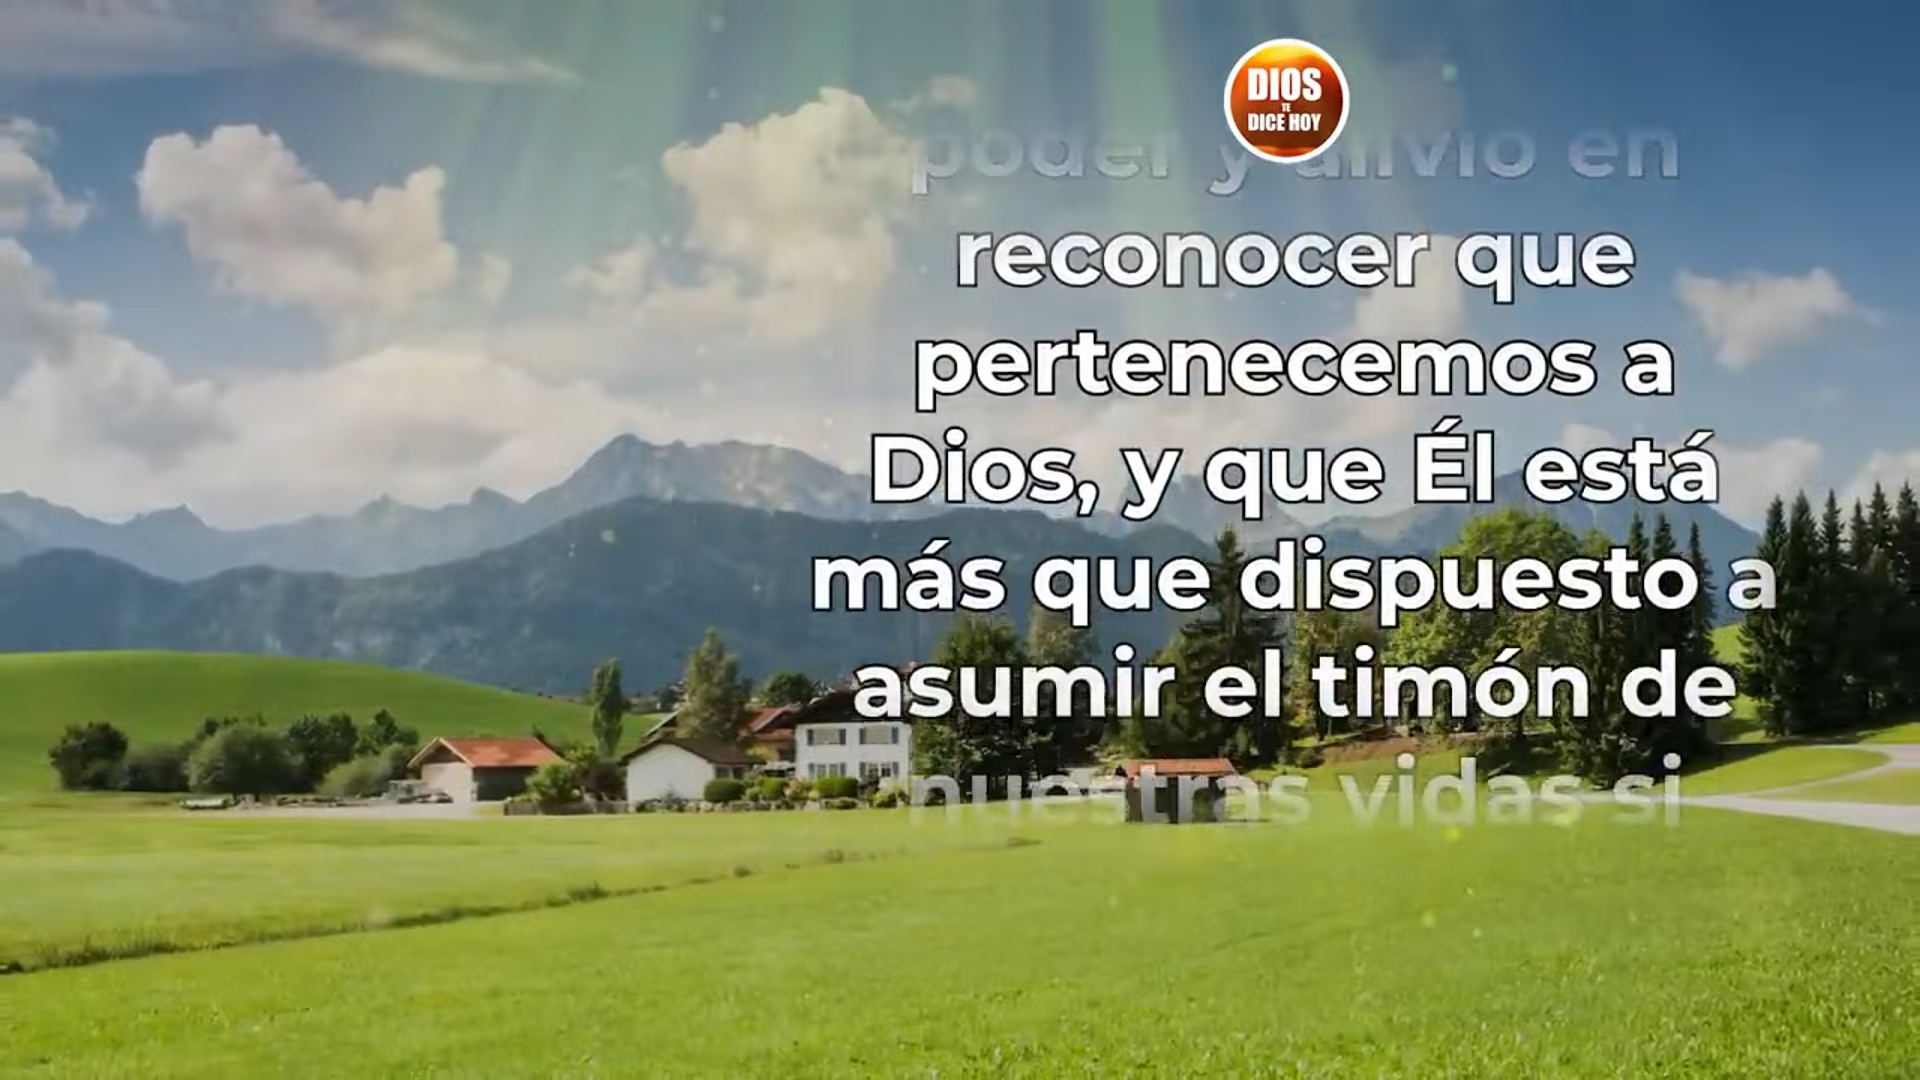 DIOS
TE
DICE HOY
poder y alivio en
reconocer que
pertenecemos a
Dios, y que Él está
más que dispuesto a
asumir el timón de
nuestras vidas si